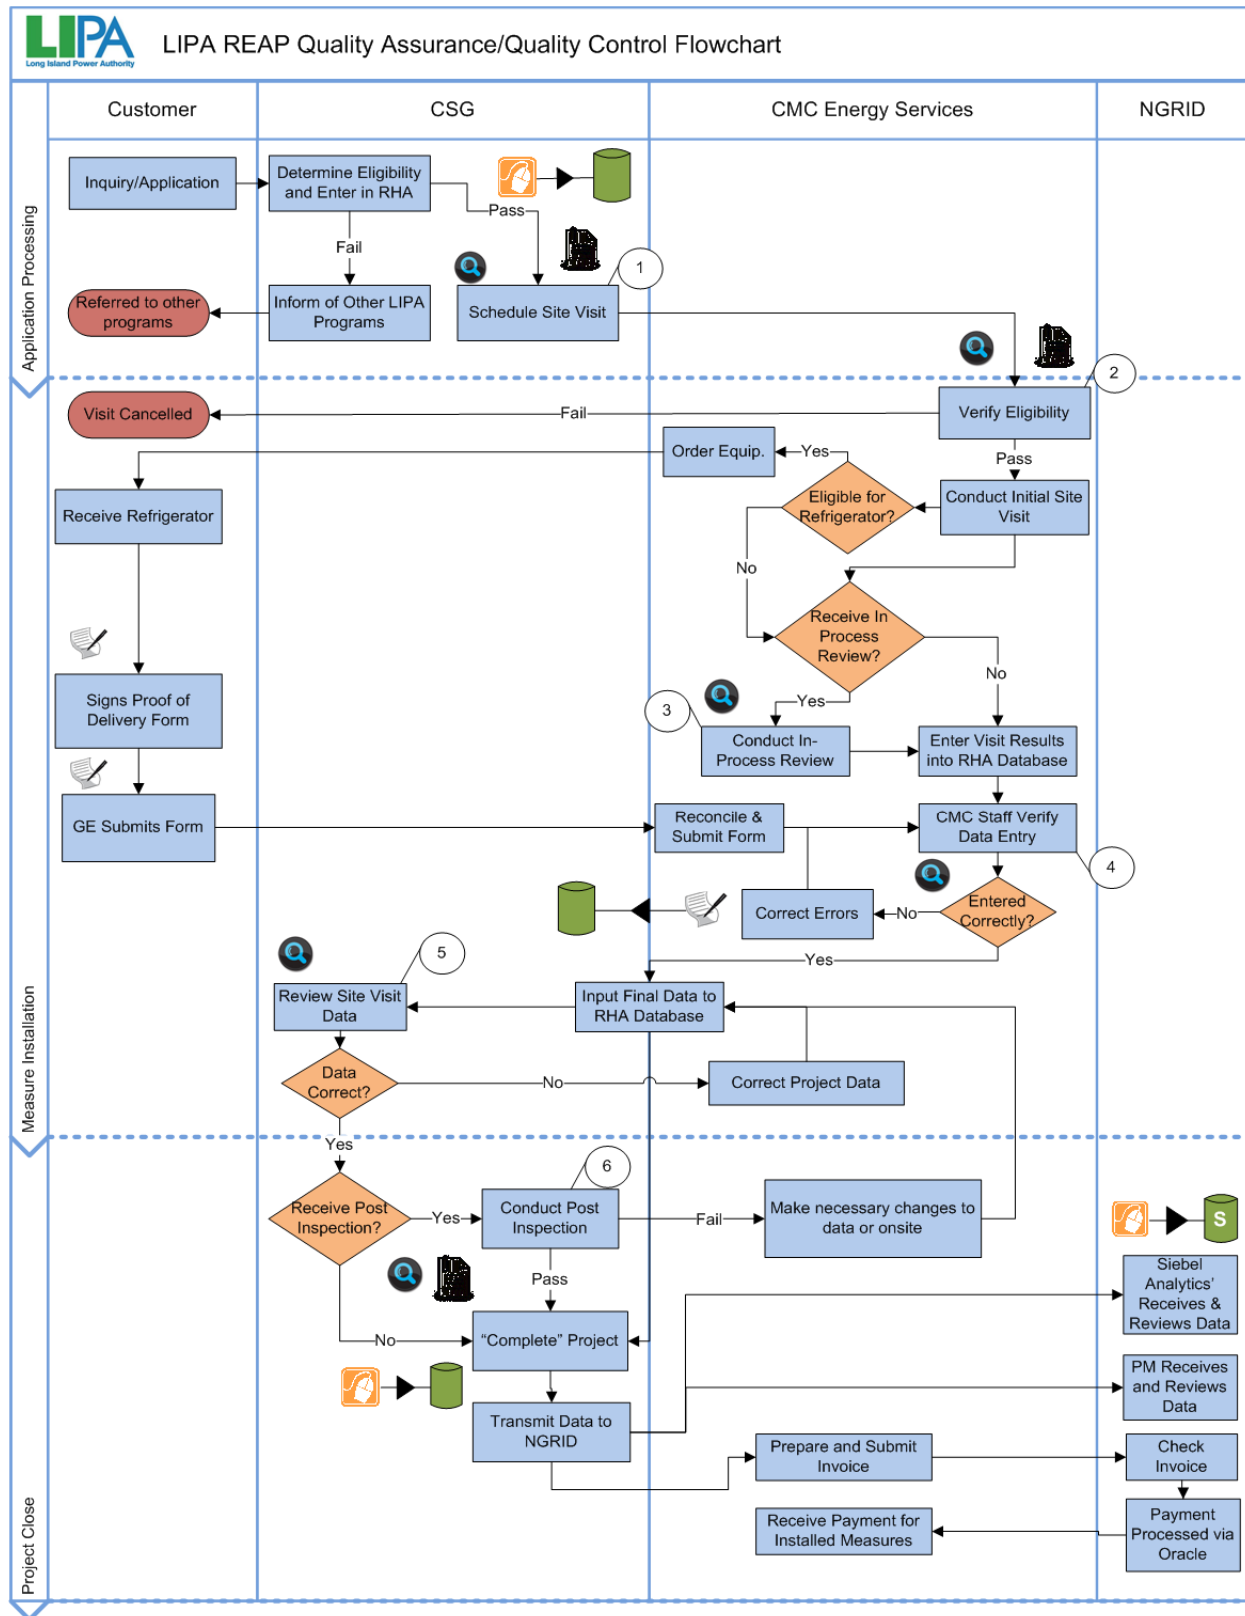 LIPA
Long Island Power Authority
LIPA REAP Quality Assurance/Quality Control Flowchart
Customer
CSG
CMC Energy Services
NGRID
Application Processing
Inquiry/Application
Determine Eligibility
and Enter in RHA
Pass
Fail
1
Referred to other
programs
Inform of Other LIPA
Programs
Schedule Site Visit
2
Measure Installation
Visit Cancelled
Fail
Verify Eligibility
Pass
Order Equip.
Yes
Eligible for
Refrigerator?
Conduct Initial Site
Visit
Receive Refrigerator
No
Receive In
Process
Review?
No
Yes
3
Signs Proof of
Delivery Form
Conduct In-
Process Review
Enter Visit Results
into RHA Database
GE Submits Form
Reconcile &
Submit Form
CMC Staff Verify
Data Entry
4
Entered
Correctly?
No
Correct Errors
Yes
5
Review Site Visit
Data
Input Final Data to
RHA Database
Data
Correct?
No
Correct Project Data
Yes
Project Close
6
Receive Post
Inspection?
Yes
Conduct Post
Inspection
Fail
Make necessary changes to
data or onsite
S
Pass
Siebel
Analytics’
Receives &
Reviews Data
No
“Complete” Project
PM Receives
and Reviews
Data
Transmit Data to
NGRID
Prepare and Submit
Invoice
Check
Invoice
Receive Payment for
Installed Measures
Payment
Processed via
Oracle